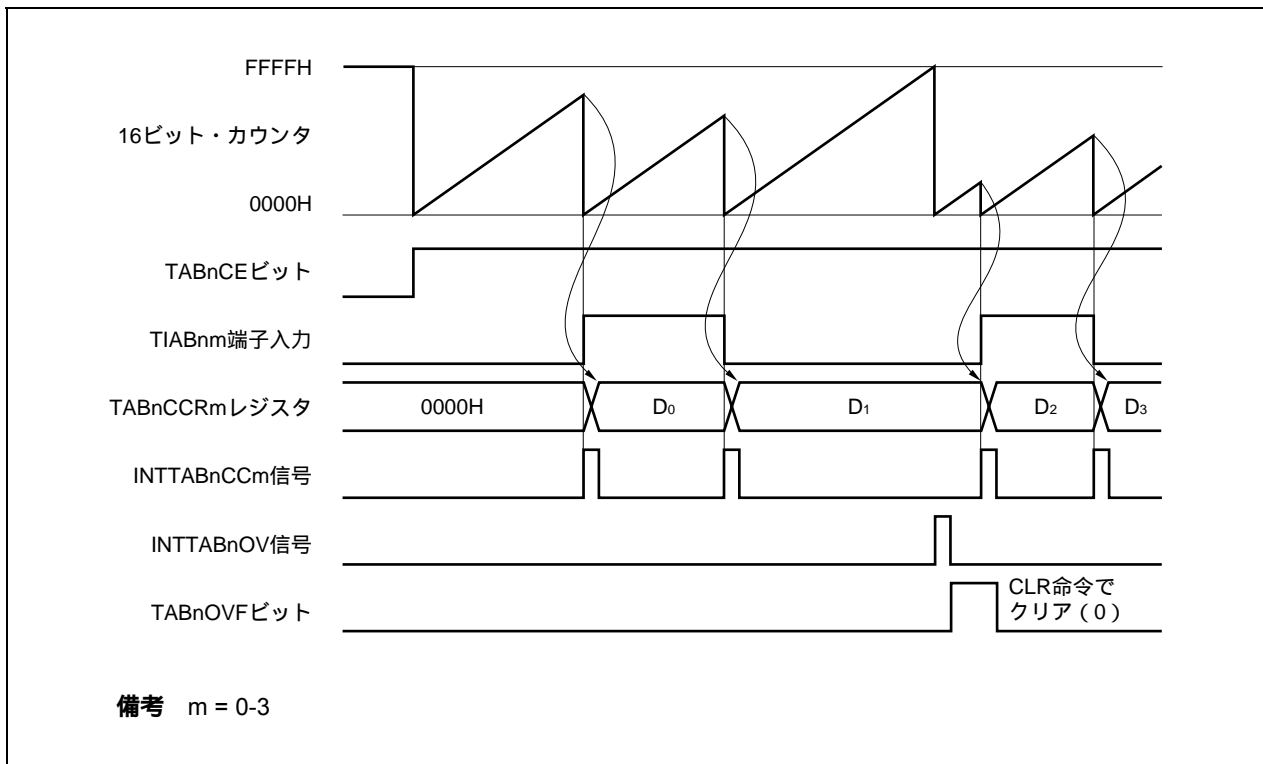 FFFFH
16ビット・カウンタ
0000H
TABnCEビット
TIABnm端子入力
TABnCCRmレジスタ
0000H
D0
D1
D2
D3
INTTABnCCm信号
INTTABnOV信号
TABnOVFビット
CLR命令で
クリア(0)
備考 m = 0-3